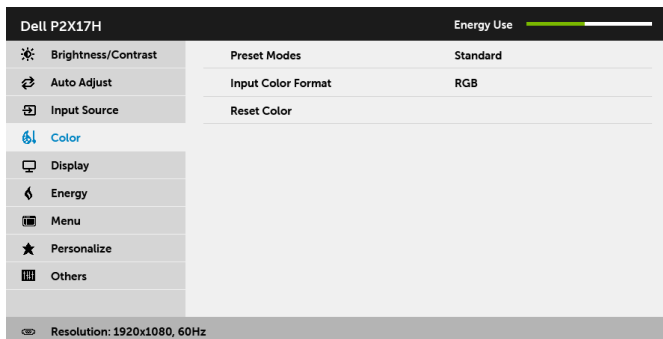 Dell P2X17H Energy Use
Brightness/Contrast Preset Modes Standard
Auto Adjust Input Color Format RGB
Input Source Reset Color
Color
Display
Energy
Menu
Personalize
Others
Resolution: 1920x1080, 60Hz